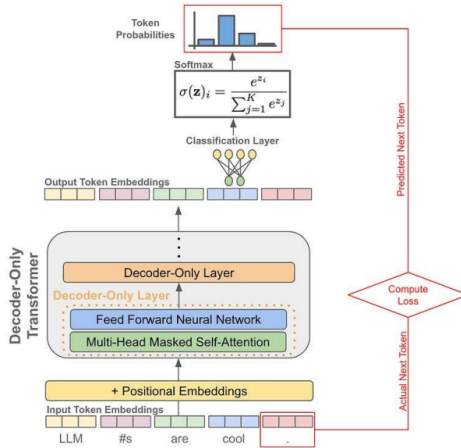 Token
Probabilities
Softmax
σ(z)ᵢ = e^{zᵢ} / ∑_{j=1}^{K} e^{zⱼ}
Classification Layer
Output Token Embeddings
Decoder-Only
Transformer
Decoder-Only Layer
Decoder-Only Layer
Feed Forward Neural Network
Multi-Head Masked Self-Attention
+ Positional Embeddings
Input Token Embeddings
LLM #s are cool .
Predicted Next Token
Compute
Loss
Actual Next Token